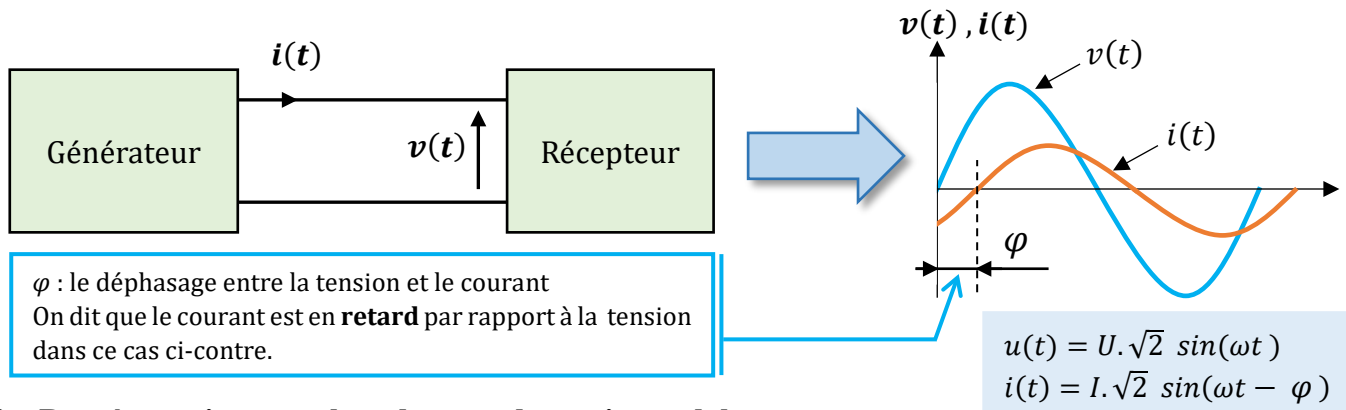 i(t)
Générateur
v(t)
Récepteur
v(t) , i(t)
v(t)
i(t)
φ
φ : le déphasage entre la tension et le courant
On dit que le courant est en retard par rapport à la tension
dans ce cas ci-contre.
u(t) = U.√2 sin(ωt )
i(t) = I.√2 sin(ωt − φ )